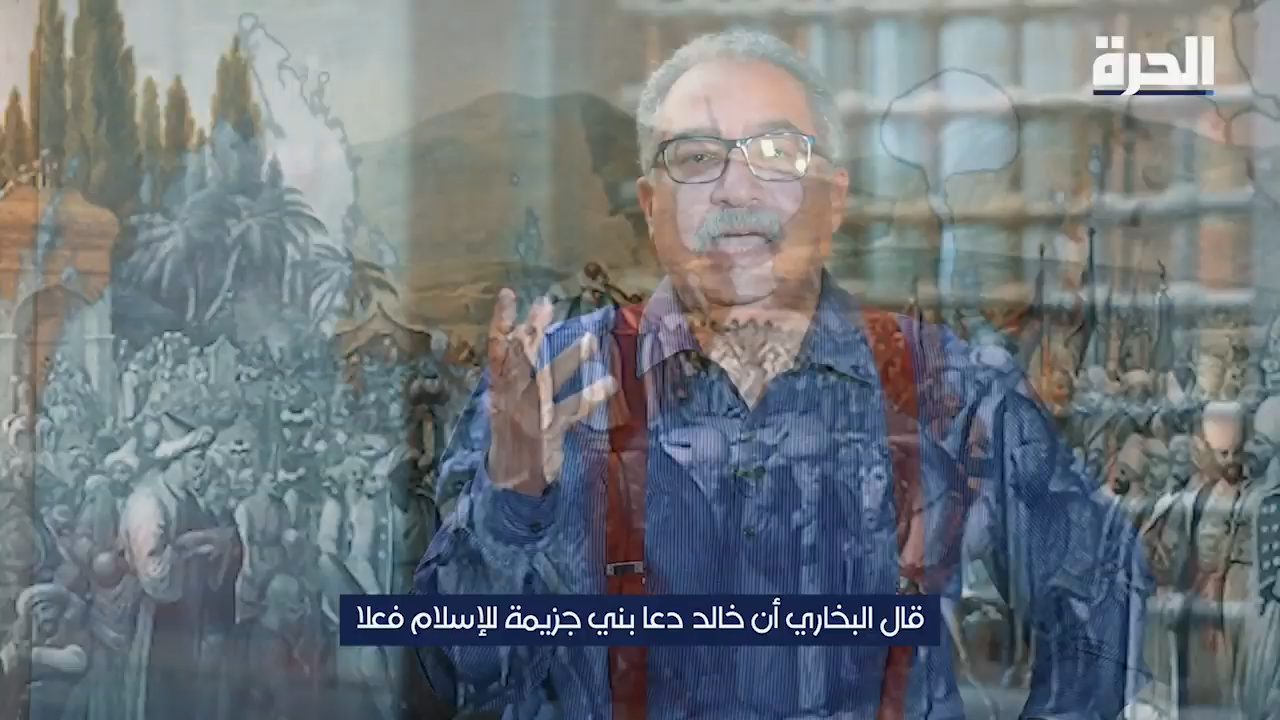 الحرة
قال البخاري أن خالد دعا بني جزيمة للإسلام فعلا